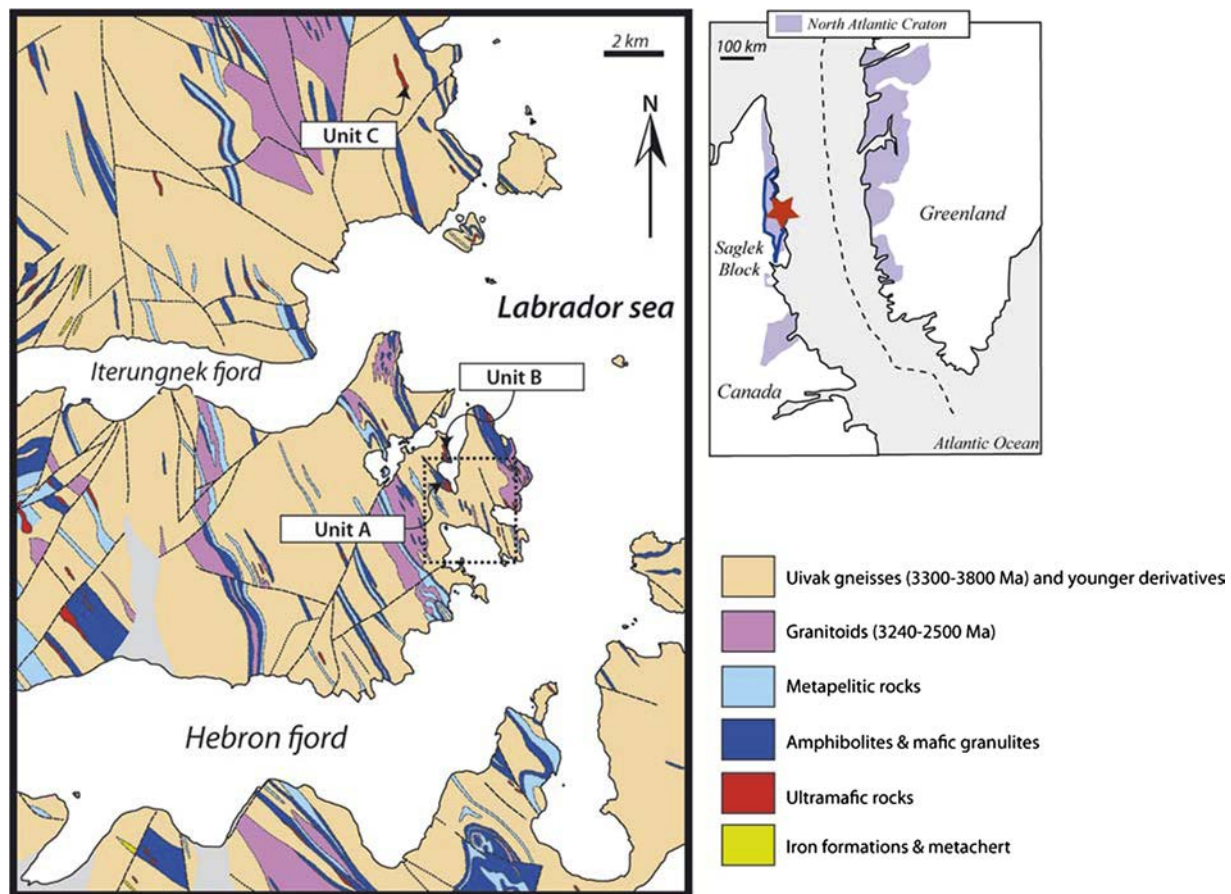 2 km
N
Unit C
Labrador sea
Iterungnek fjord
Unit B
Unit A
Hebron fjord
North Atlantic Craton
100 km
Greenland
Saglek
Block
Canada
Atlantic Ocean
Uivak gneisses (3300-3800 Ma) and younger derivatives
Granitoids (3240-2500 Ma)
Metapelitic rocks
Amphibolites & mafic granulites
Ultramafic rocks
Iron formations & metachert